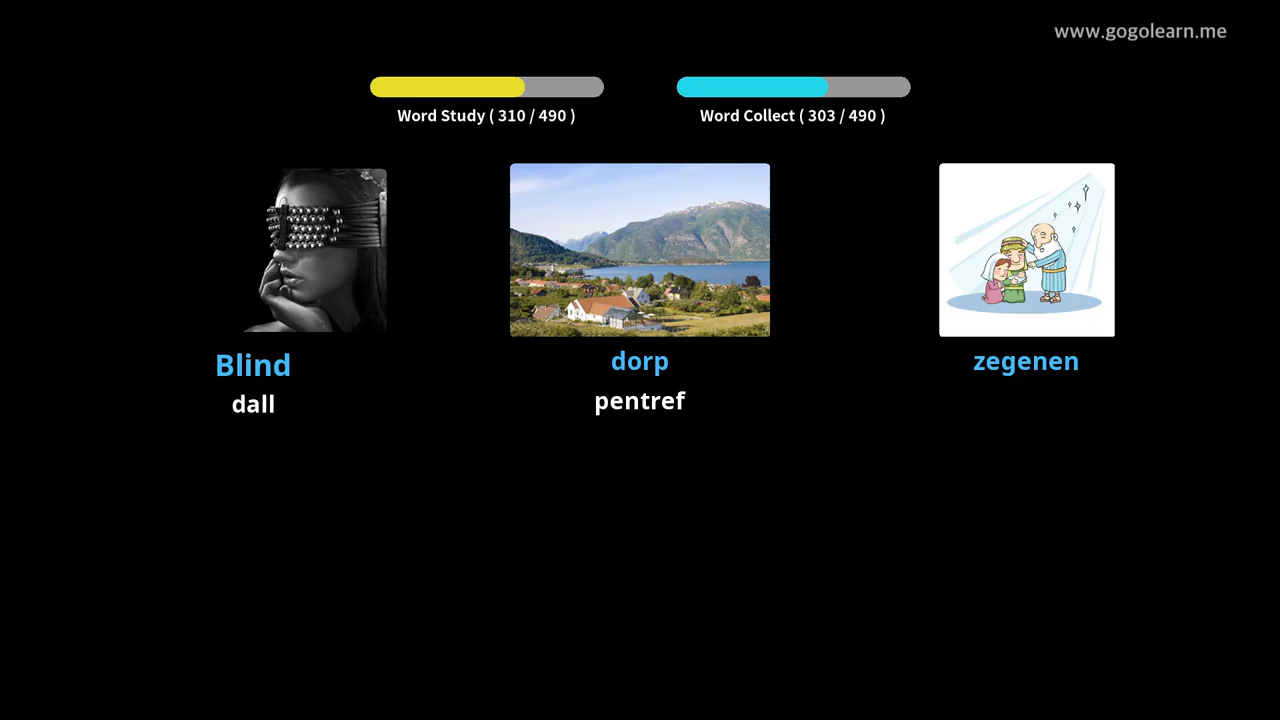 www.gogolearn.me
Word Study ( 310 / 490 )
Word Collect ( 303 / 490 )
Blind
dall
dorp
pentref
zegenen